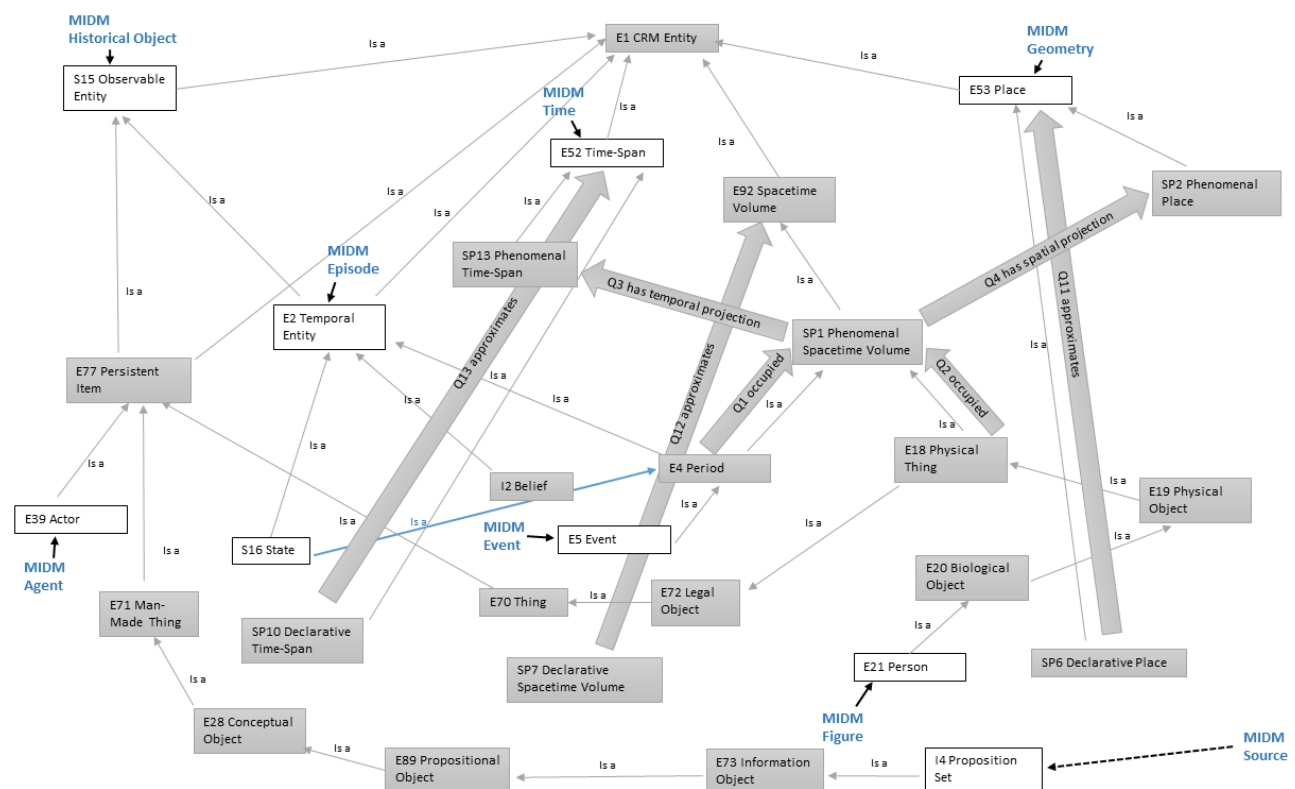 MIDM
Historical Object
E1 CRM Entity
MIDM
Geometry
Is a
Is a
S15 Observable
Entity
E53 Place
MIDM
Time
Is a
Is a
E52 Time-Span
Is a
Is a
E92 Spacetime
Volume
SP2 Phenomenal
Place
Is a
Is a
Is a
Is a
MIDM
Episode
SP13 Phenomenal
Time-Span
Q4 has spatial projection
Is a
Is a
Q3 has temporal projection
Q11 approximates
E2 Temporal
Entity
SP1 Phenomenal
Spacetime Volume
Q13 approximates
Is a
E77 Persistent
Item
Is a
Q12 approximates
Q1 occupied
Q2 occupied
Is a
Is a
Is a
Is a
E18 Physical
Thing
Is a
E4 Period
Is a
I2 Belief
Is a
E19 Physical
Object
Is a
E39 Actor
Is a
Is a
Is a
MIDM
Event
E5 Event
Is a
S16 State
Is a
Is a
MIDM
Agent
E20 Biological
Object
E71 Man-
Made Thing
E70 Thing
Is a
E72 Legal
Object
Is a
SP10 Declarative
Time-Span
SP7 Declarative
Spacetime Volume
E21 Person
SP6 Declarative Place
Is a
E28 Conceptual
Object
MIDM
Figure
MIDM
Source
Is a
E89 Propositional
Object
Is a
E73 Information
Object
Is a
I4 Proposition
Set